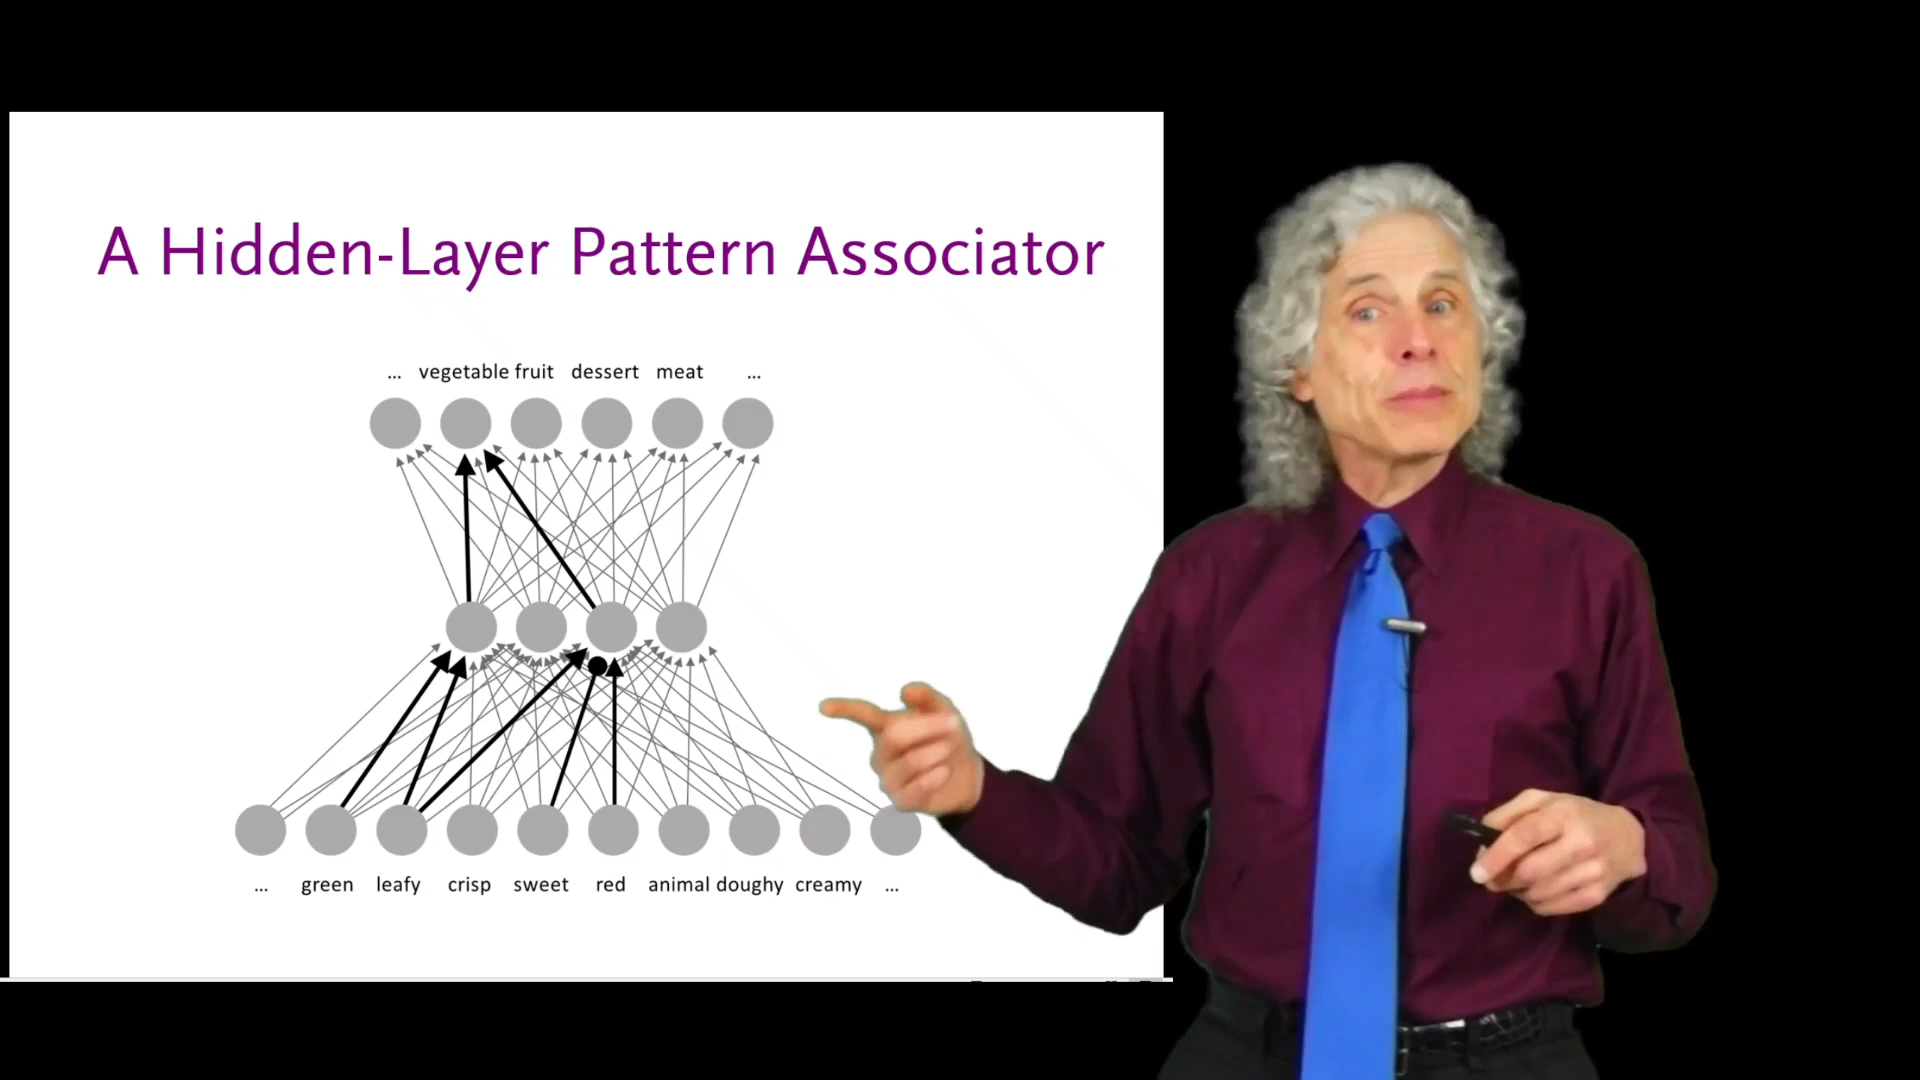 A Hidden-Layer Pattern Associator
... vegetable fruit dessert meat ...
... green leafy crisp sweet red animal doughy creamy ...